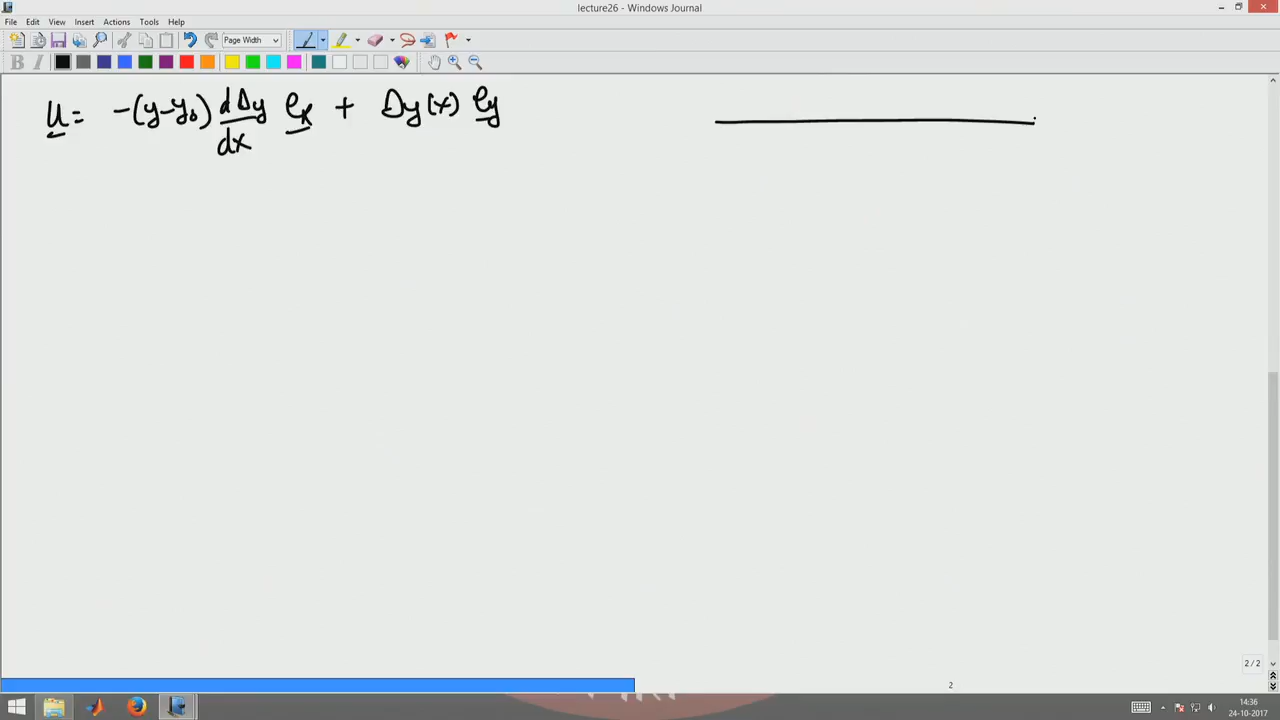 lecture26 - Windows Journal
File Edit View Insert Actions Tools Help
Page Width
B I
u = -(y-y₀) dΔy/dx eₓ + Δy(x) e_y
2 / 2
2
14:36
24-10-2017